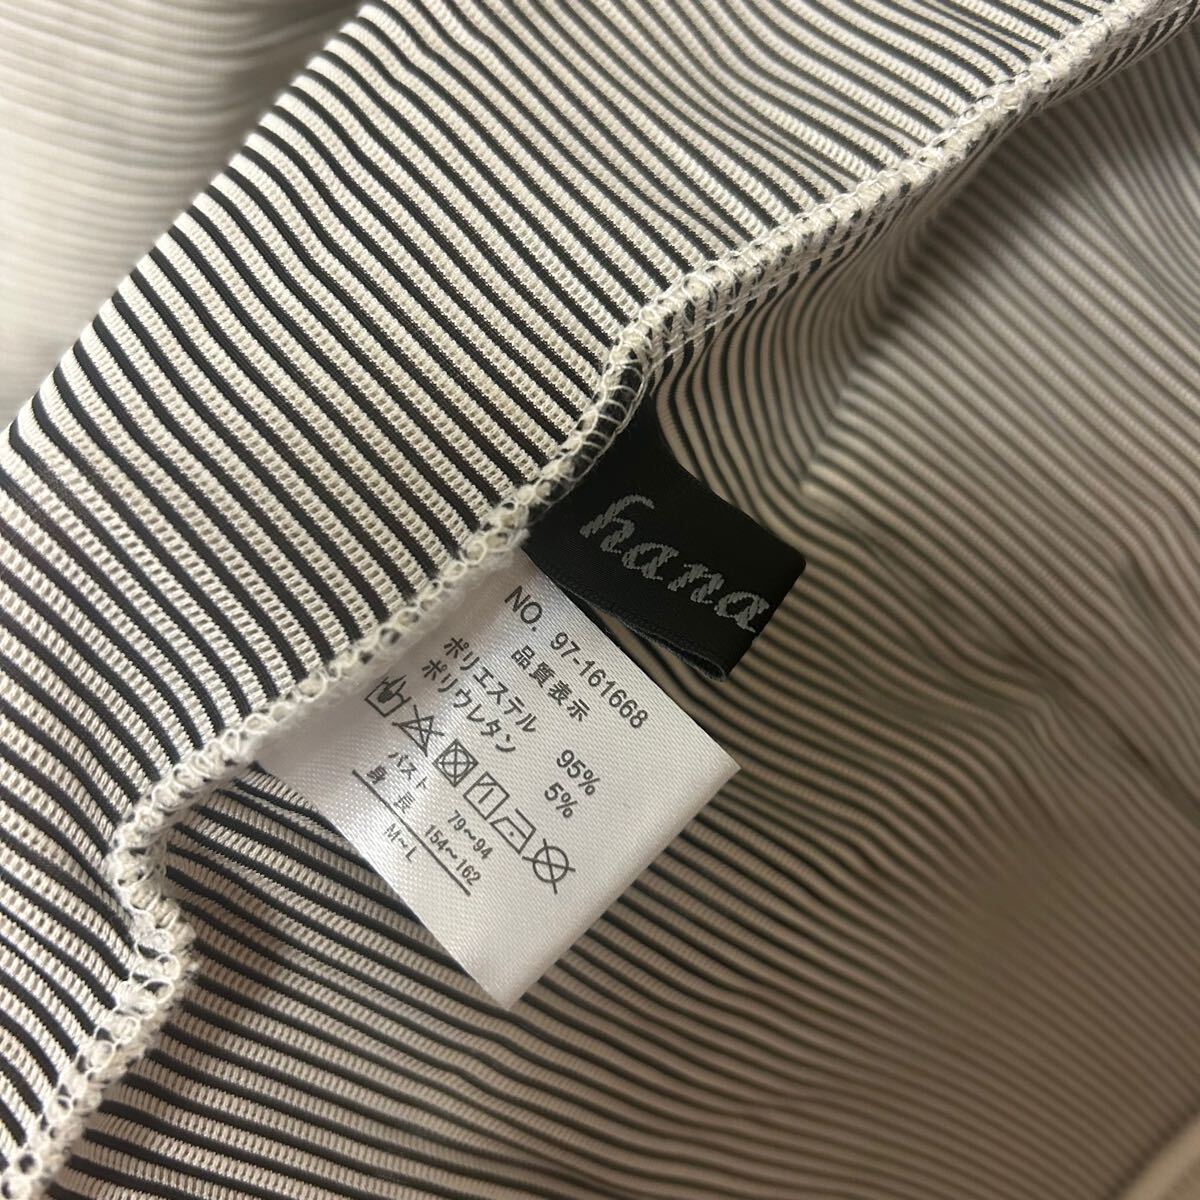 hana
NO. 97-161668
品質表示
ポリエステル 95%
ポリウレタン 5%
バスト 79～94
身長 154～162
M～L